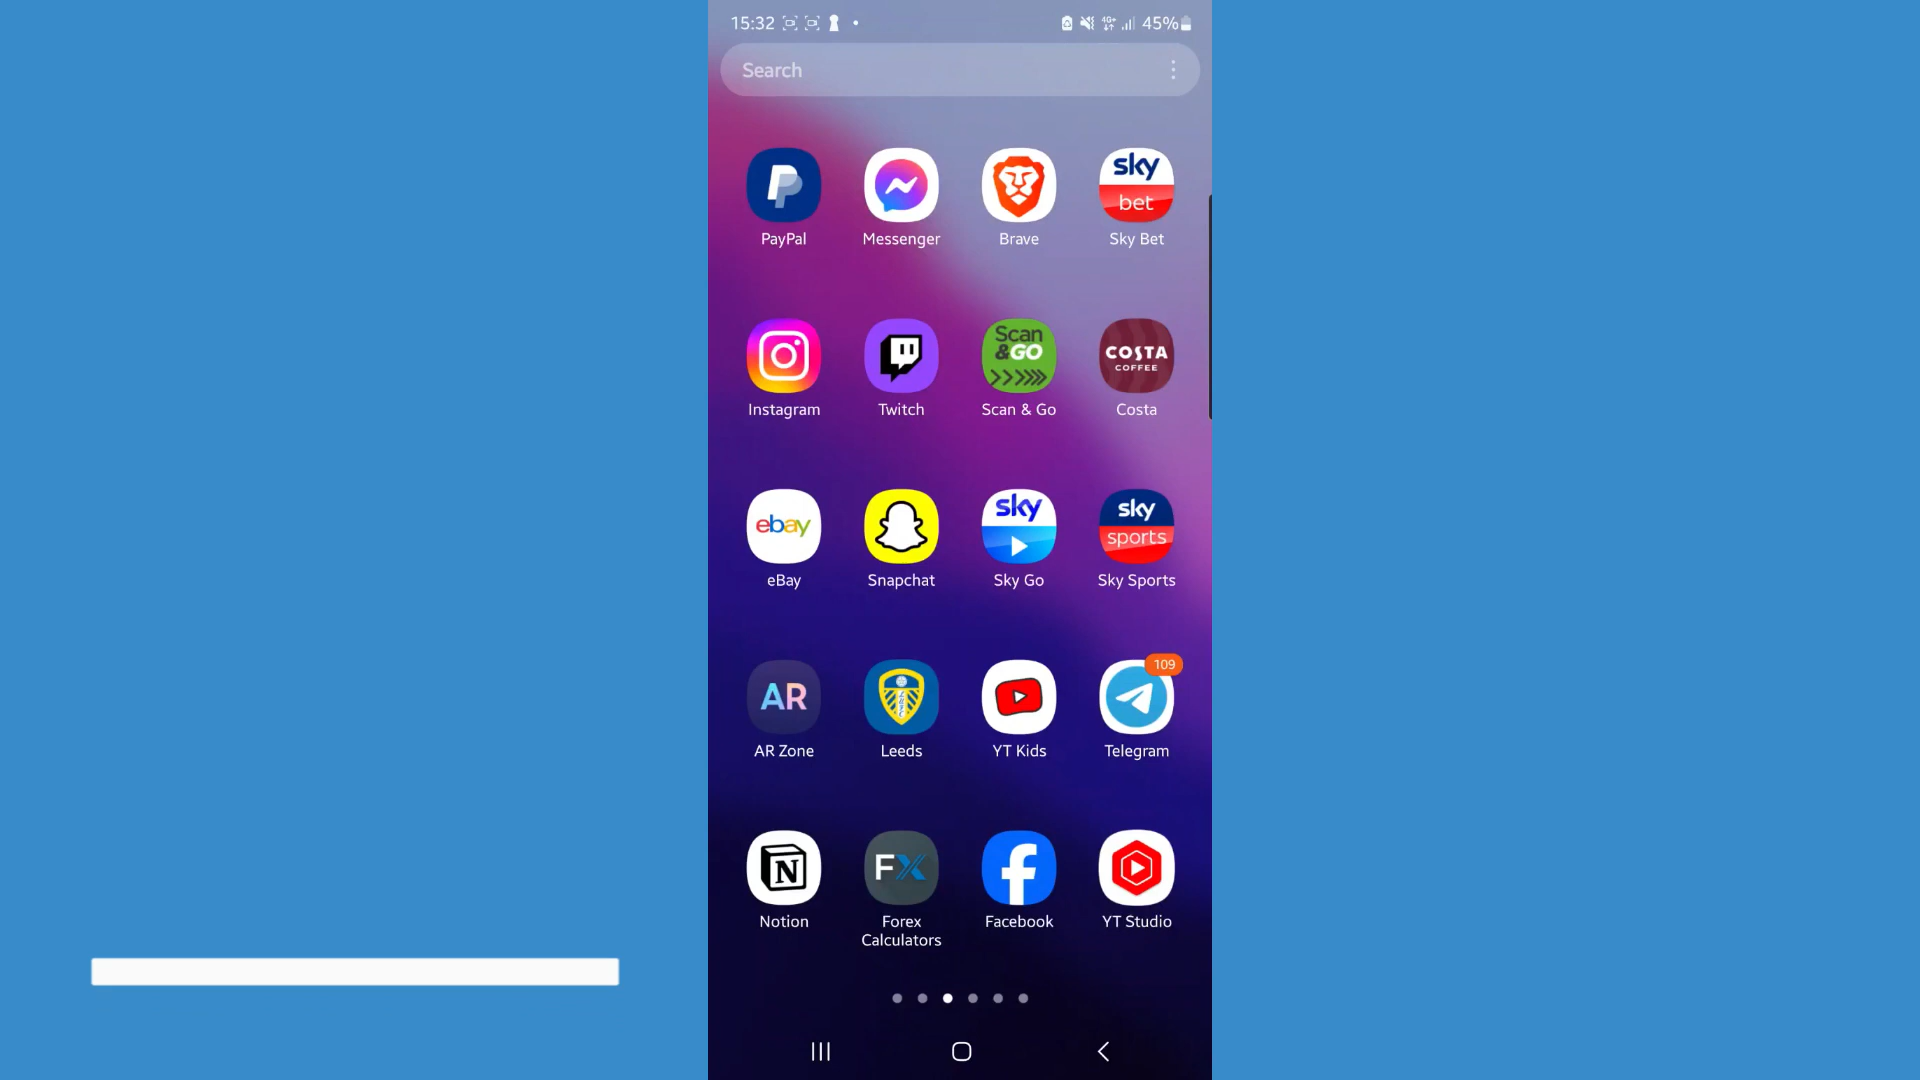 15:32
4G+ 45%
Search
sky
bet
PayPal Messenger Brave Sky Bet
Scan
&GO
COSTA
COFFEE
Instagram Twitch Scan & Go Costa
ebay
sky
sky
sports
eBay Snapchat Sky Go Sky Sports
109
AR
AR Zone Leeds YT Kids Telegram
N
FX
Notion Forex
Calculators Facebook YT Studio